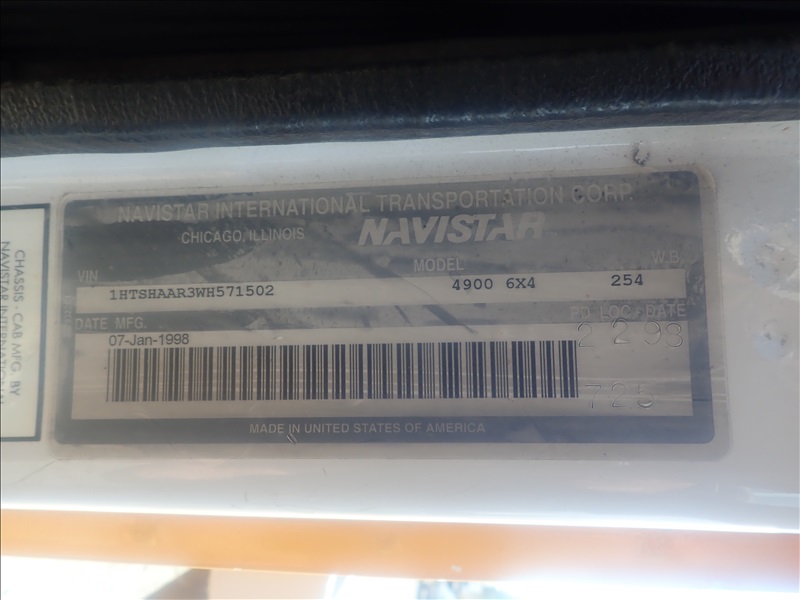 NAVISTAR INTERNATIONAL TRANSPORTATION CORP.
CHICAGO, ILLINOIS NAVISTAR
VIN MODEL W.B.
1HTSHAAR3WH571502 4900 6X4 254
DATE MFG. PD LOC - DATE
07-Jan-1998 2 2 98
725
MADE IN UNITED STATES OF AMERICA
CHASSIS - CAB MFG. BY
NAVISTAR